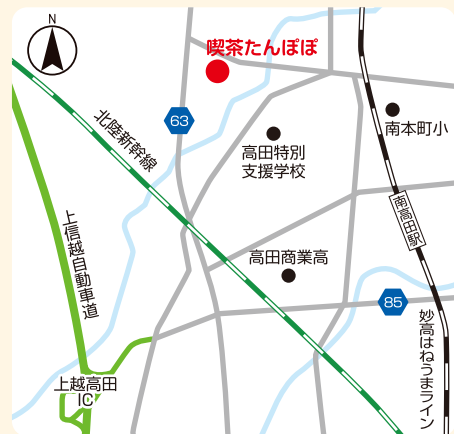 N
喫茶たんぽぽ
63
南本町小
北陸新幹線
高田特別
支援学校
南高田駅
上信越自動車道
高田商業高
85
妙高はねうまライン
上越高田
IC